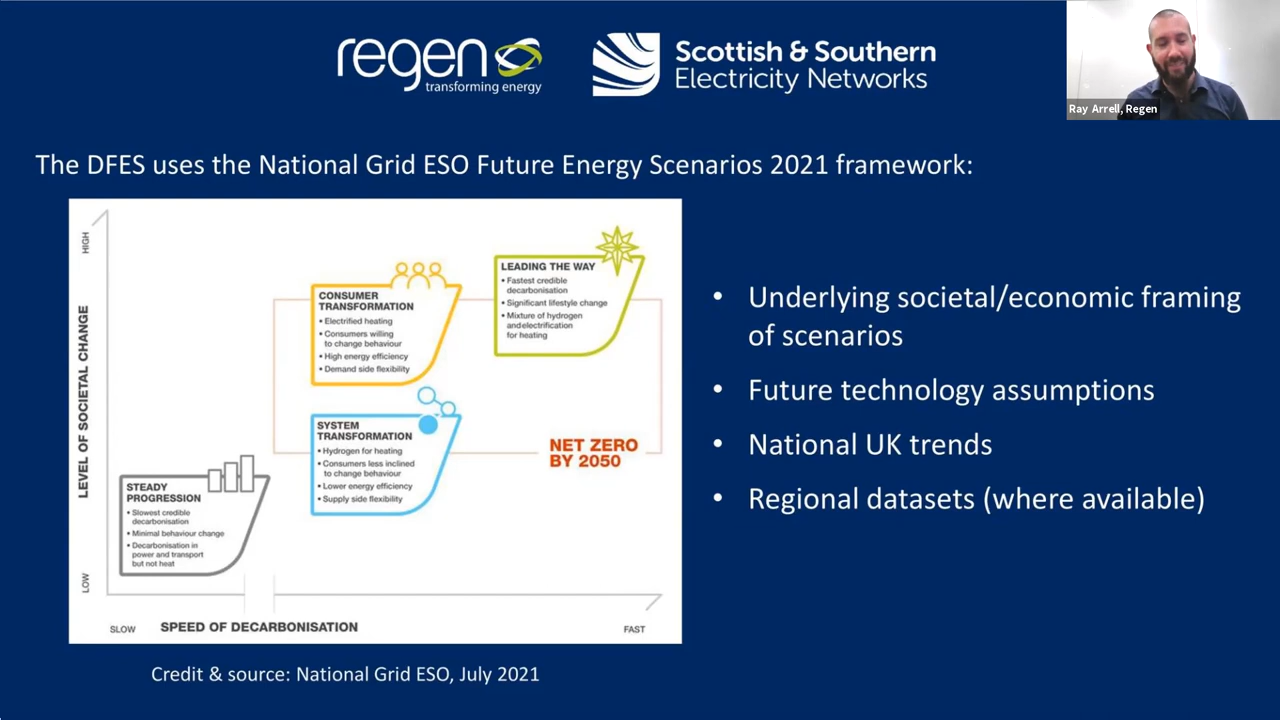 regen
transforming energy
Scottish & Southern
Electricity Networks
Ray Arrell, Regen
The DFES uses the National Grid ESO Future Energy Scenarios 2021 framework:
HIGH
LEVEL OF SOCIETAL CHANGE
LOW
LEADING THE WAY
• Fastest credible
decarbonisation
• Significant lifestyle change
• Mixture of hydrogen
and electrification
for heating
CONSUMER
TRANSFORMATION
• Electrified heating
• Consumers willing
to change behaviour
• High energy efficiency
• Demand side flexibility
SYSTEM
TRANSFORMATION
• Hydrogen for heating
• Consumers less inclined
to change behaviour
• Lower energy efficiency
• Supply side flexibility
NET ZERO
BY 2050
STEADY
PROGRESSION
• Slowest credible
decarbonisation
• Minimal behaviour change
• Decarbonisation in
power and transport
but not heat
SLOW
SPEED OF DECARBONISATION
FAST
• Underlying societal/economic framing
of scenarios
• Future technology assumptions
• National UK trends
• Regional datasets (where available)
Credit & source: National Grid ESO, July 2021